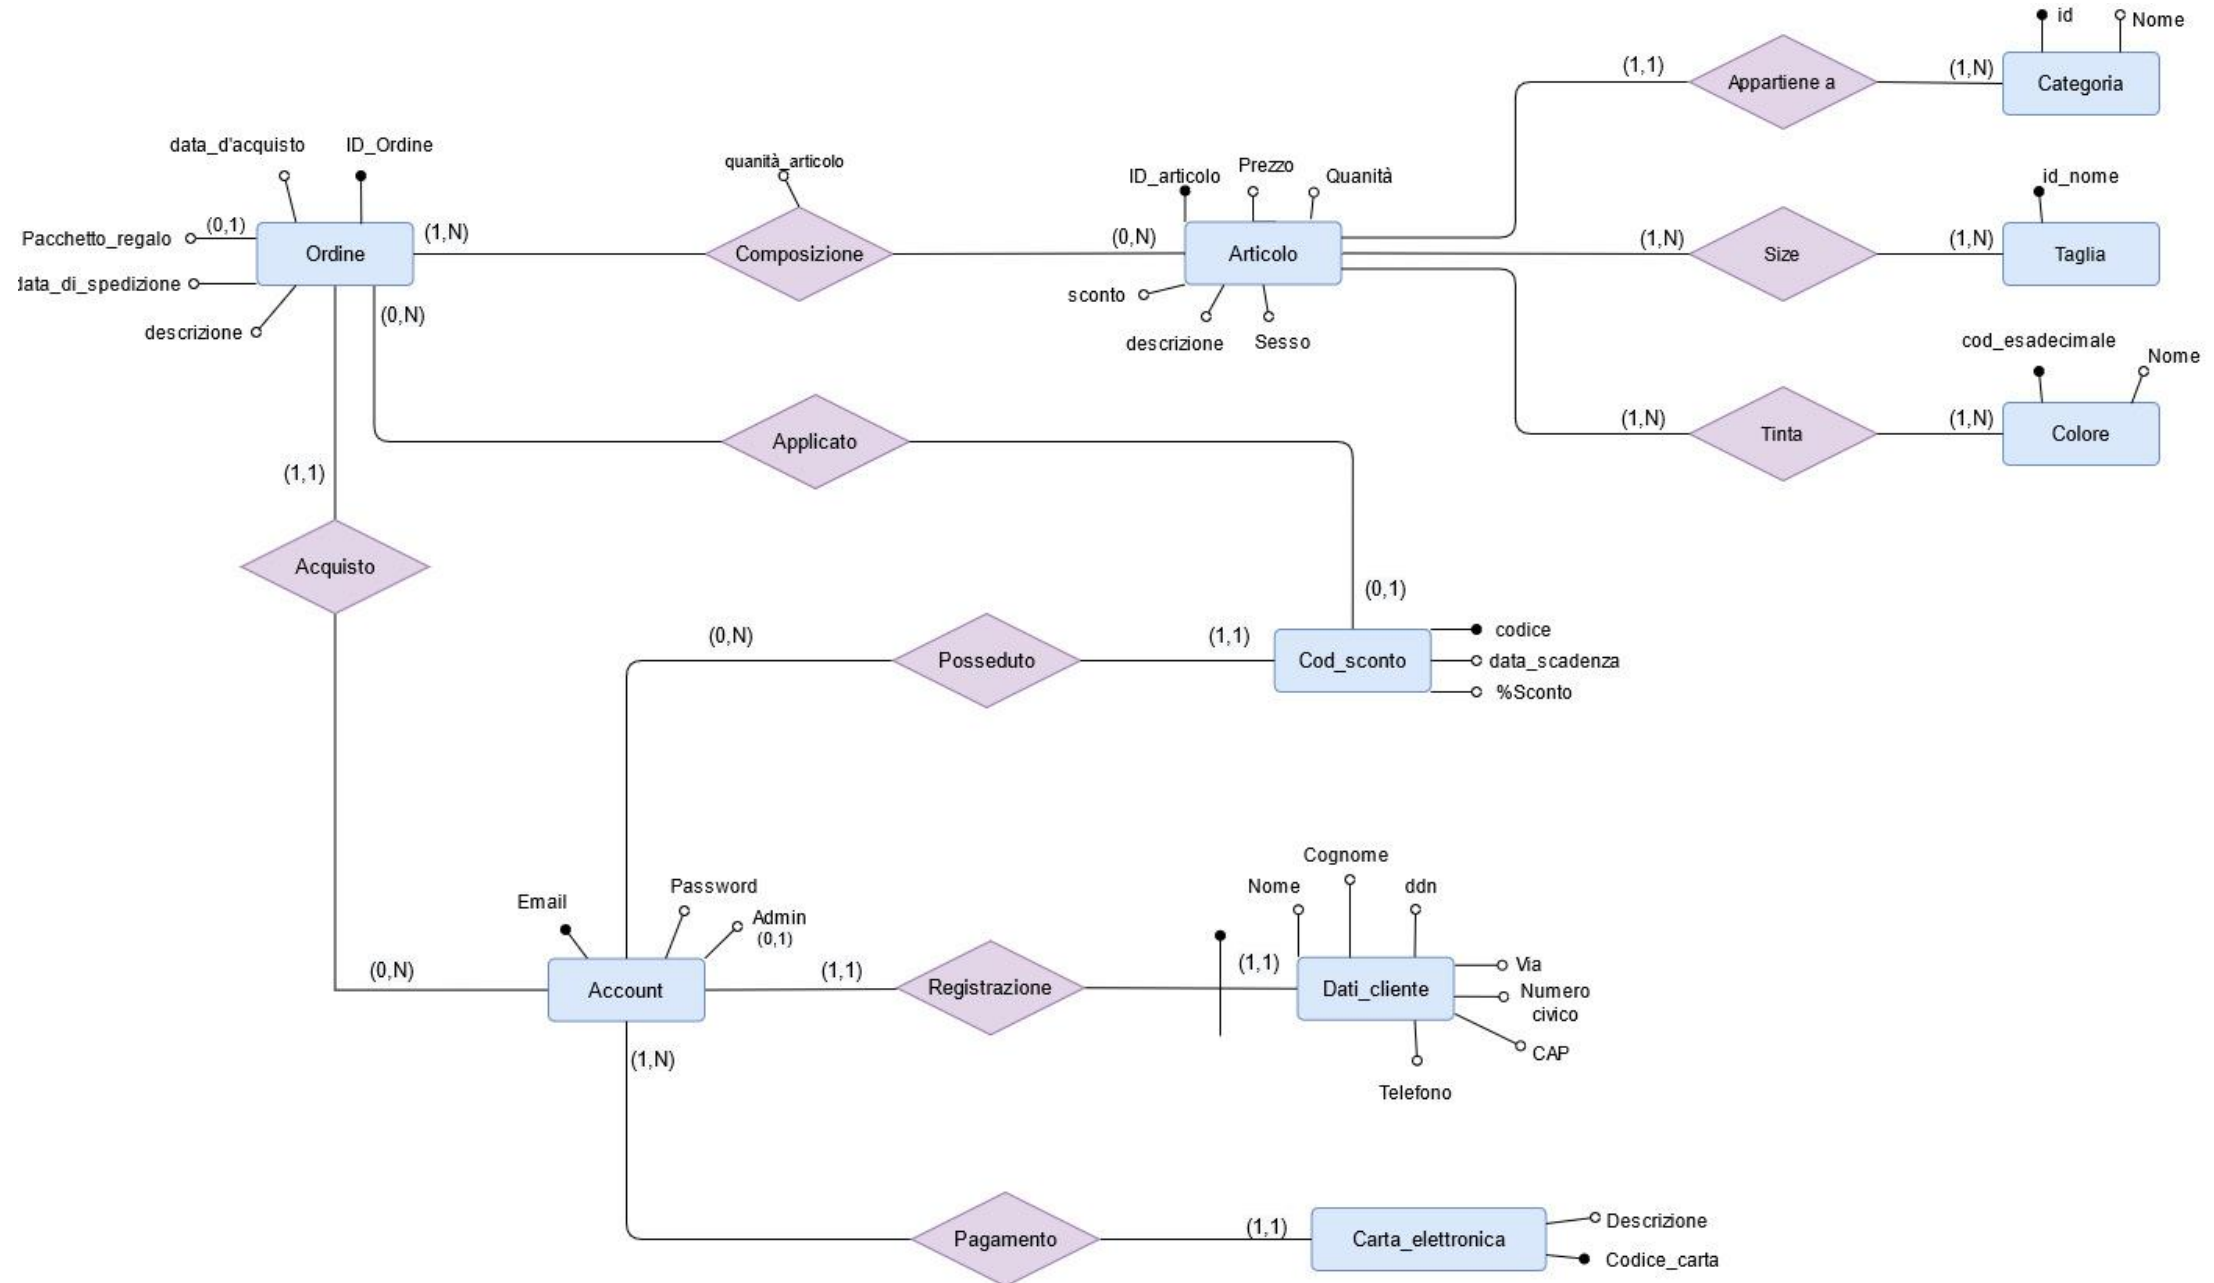 id
Nome
(1,1)
Appartiene a
(1,N)
Categoria
data_d'acquisto
ID_Ordine
quanità_articolo
ID_articolo
Prezzo
Quanità
id_nome
Pacchetto_regalo
(0,1)
Ordine
(1,N)
Composizione
(0,N)
Articolo
(1,N)
Size
(1,N)
Taglia
data_di_spedizione
descrizione
(0,N)
sconto
descrizione
Sesso
cod_esadecimale
Nome
(1,N)
Tinta
(1,N)
Colore
Applicato
(1,1)
Acquisto
(0,1)
(0,N)
Posseduto
(1,1)
Cod_sconto
codice
data_scadenza
%Sconto
Email
Password
Admin
(0,1)
Cognome
Nome
ddn
(0,N)
Account
(1,1)
Registrazione
(1,1)
Dati_cliente
Via
Numero
civico
CAP
Telefono
(1,N)
Pagamento
(1,1)
Carta_elettronica
Descrizione
Codice_carta